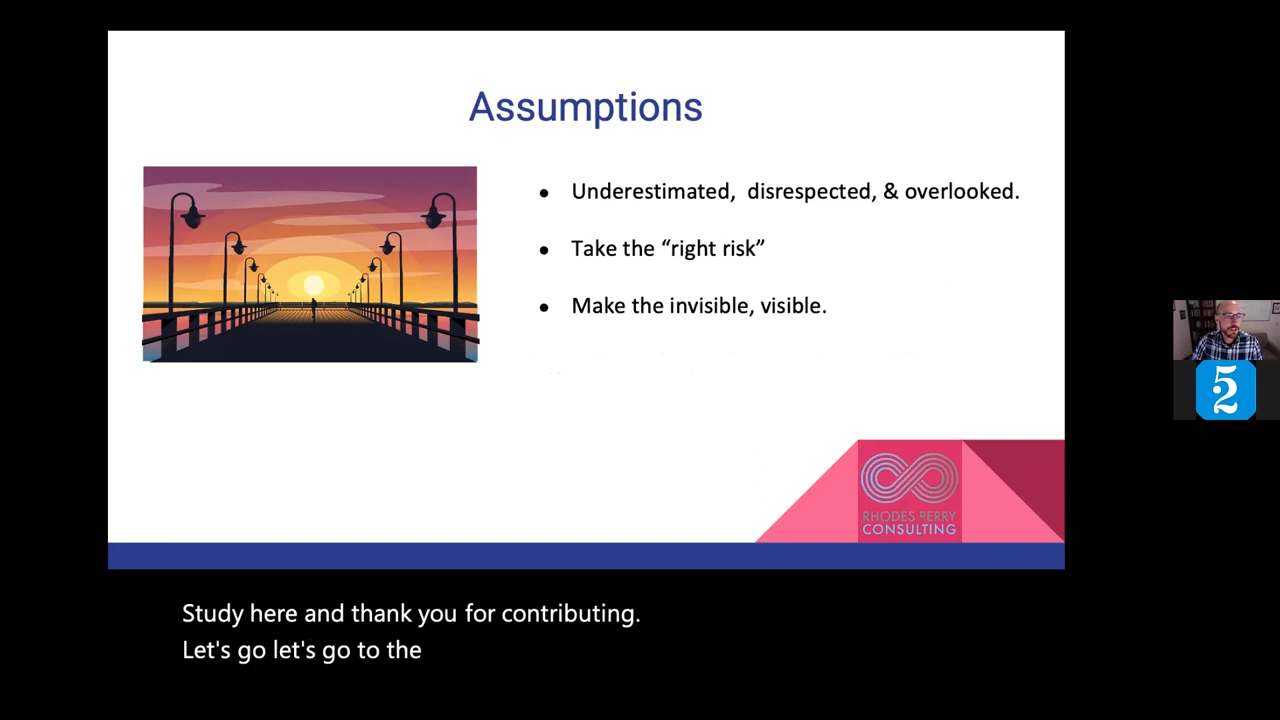 Assumptions
● Underestimated,  disrespected, & overlooked.
● Take the “right risk”
● Make the invisible, visible.
RHODES PERRY
CONSULTING
5
Study here and thank you for contributing.
Let's go let's go to the